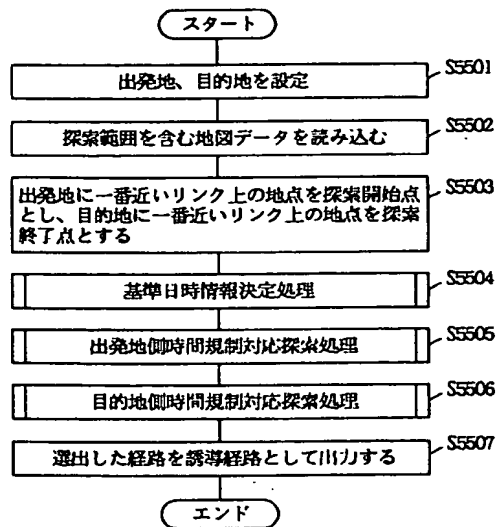 スタート
出発地、目的地を設定
S5501
探索範囲を含む地図データを読み込む
S5502
出発地に一番近いリンク上の地点を探索開始点
とし、目的地に一番近いリンク上の地点を探索
終了点とする
S5503
基準日時情報決定処理
S5504
出発地側時間規制対応探索処理
S5505
目的地側時間規制対応探索処理
S5506
選出した経路を誘導経路として出力する
S5507
エンド